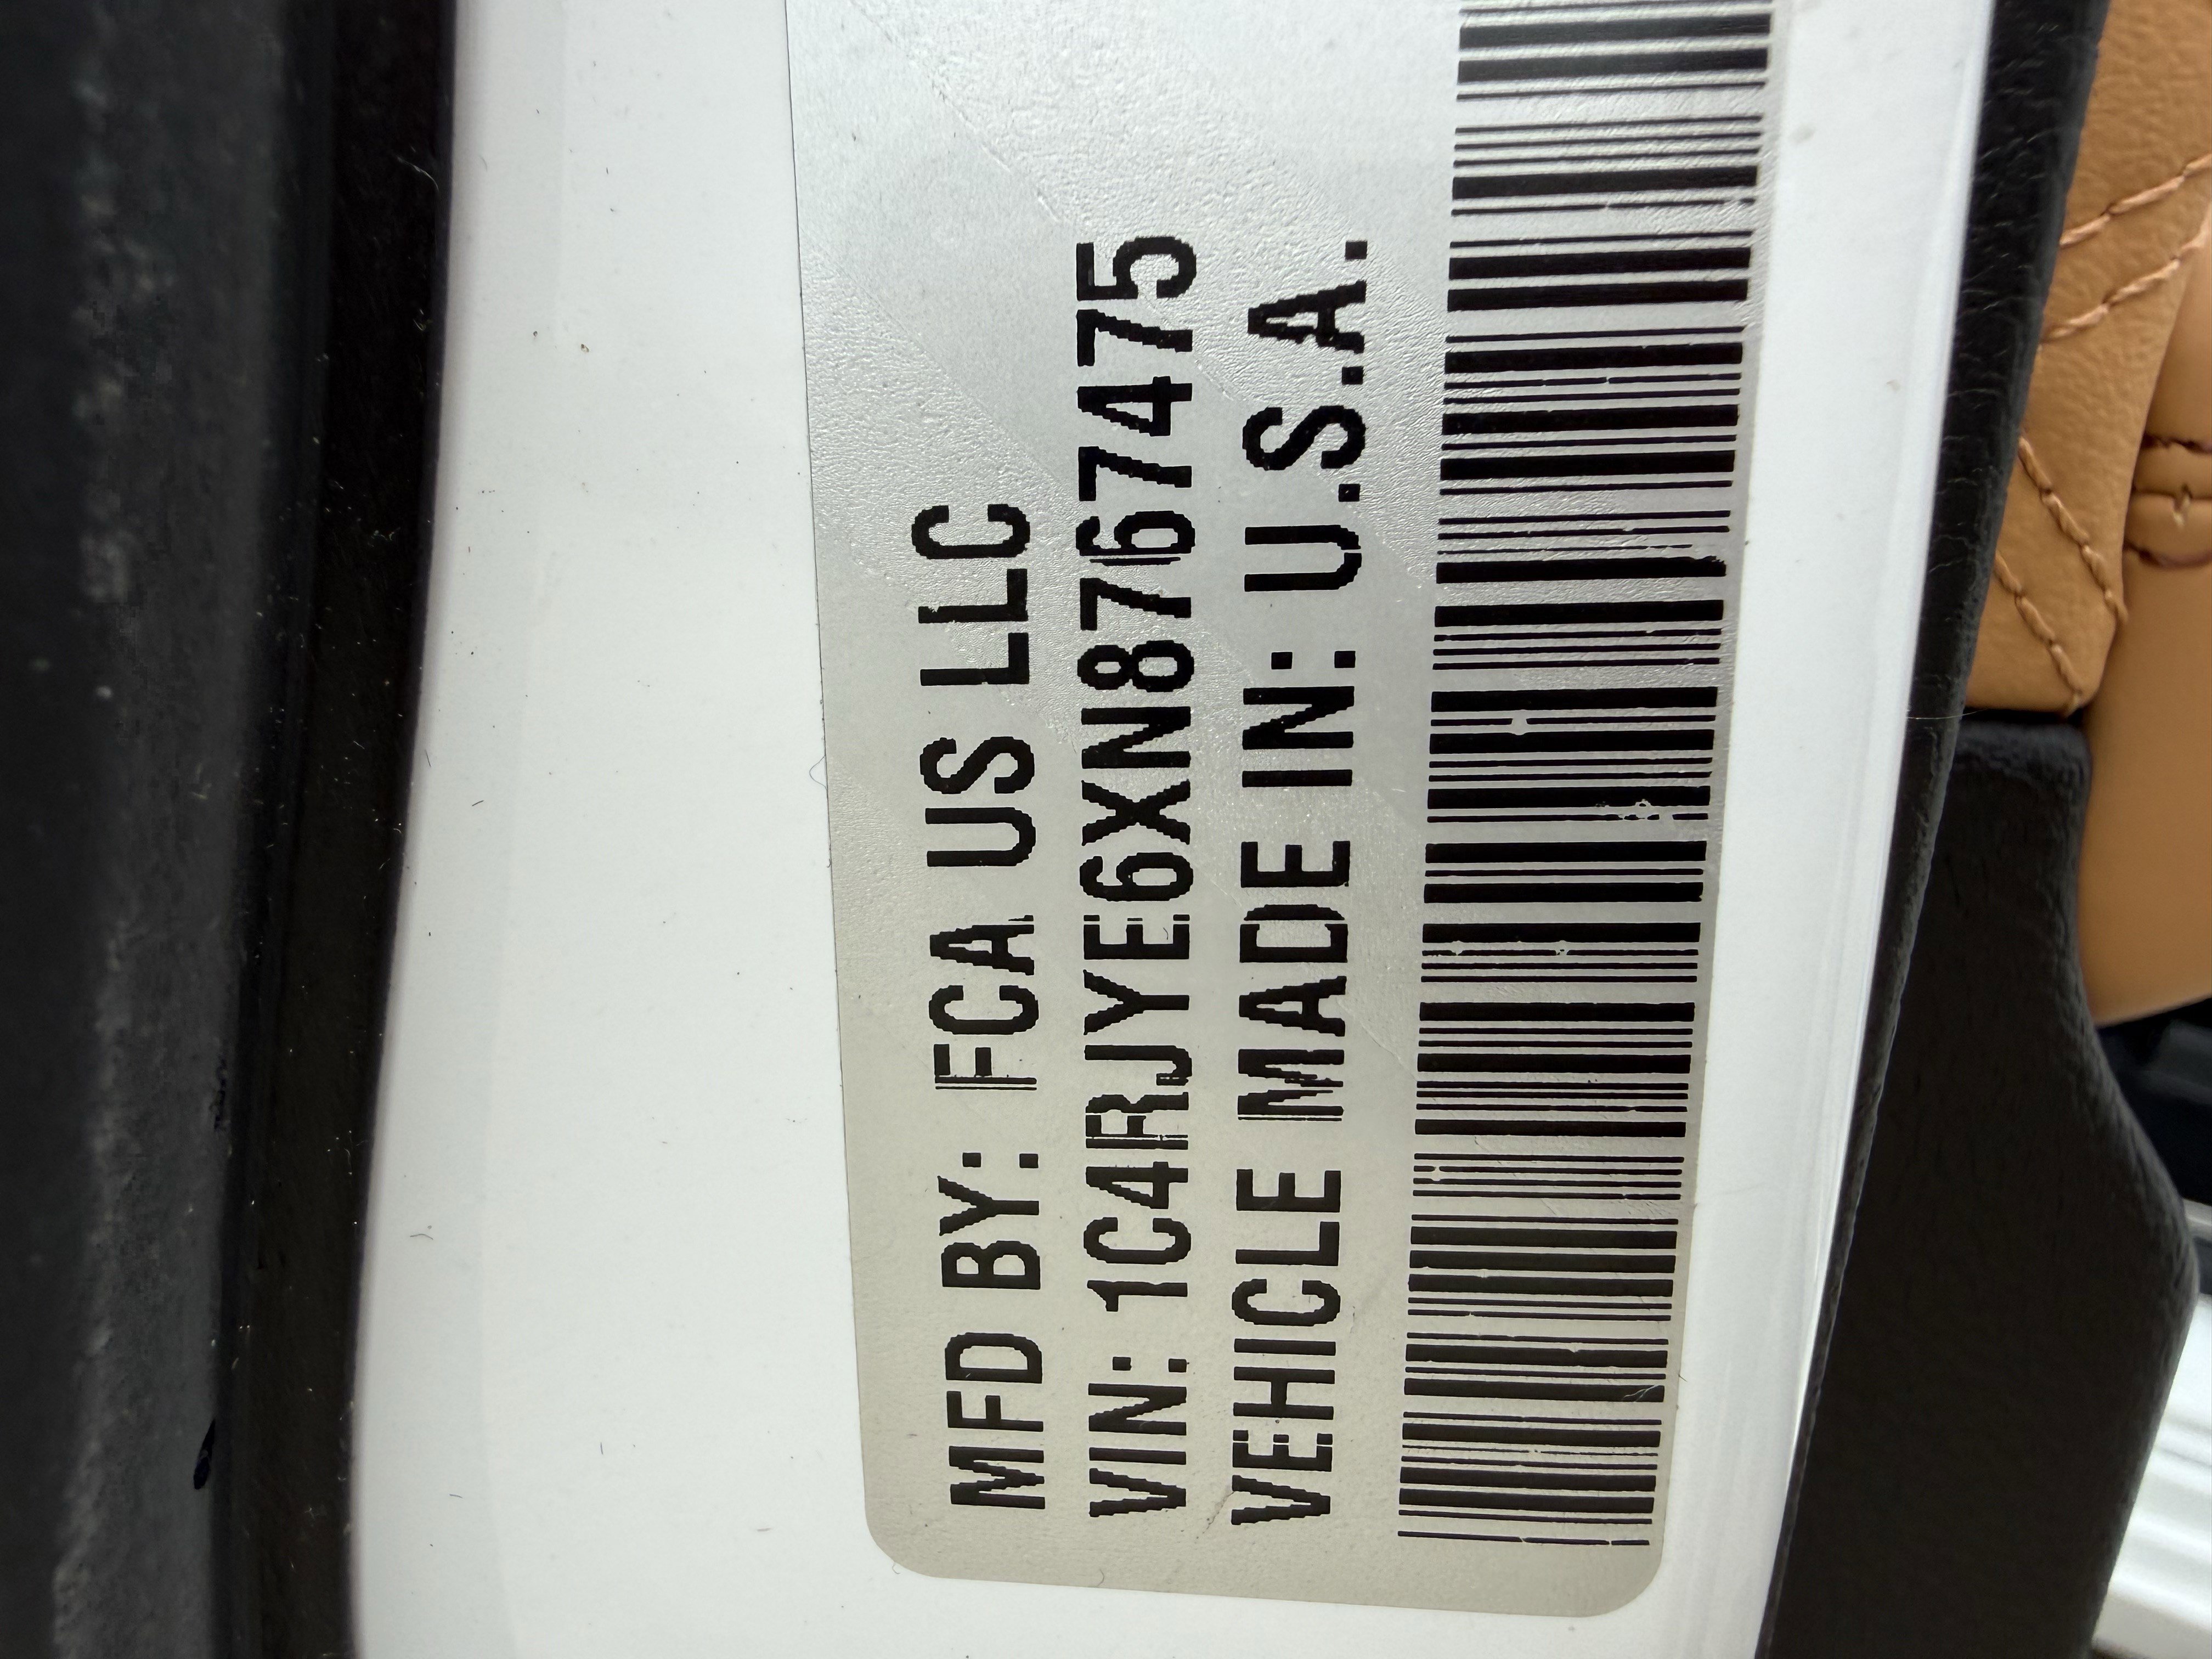 MFD BY: FCA US LLC
VIN: 1C4RJYE6XN8767475
VEHICLE MADE IN: U.S.A.